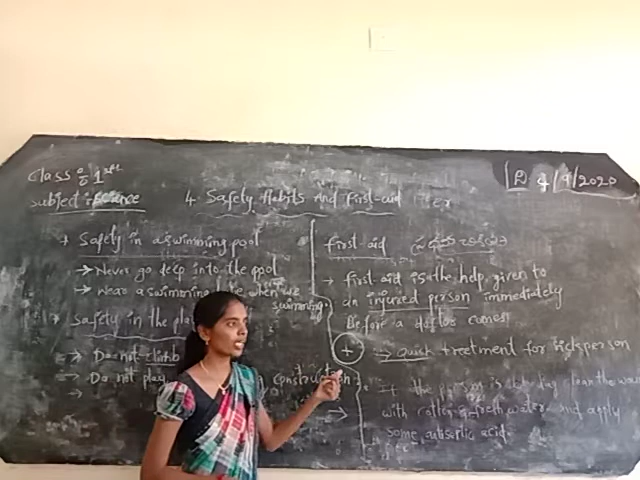 Class: 1st
subject: science
4. Safety Habits And first-aid
4/9/2020
* Safety in a swimming pool
→ Never go deep into the pool
→ wear a swimming when we
swimming
* Safety in the
→ Do not climb
→ Do not play construction
→
first-aid
→ first aid is the help, given to
an injured person immediately
Before a doctor comes
+ → Quick treetment for sick person
→ If the person is clean the
with cotton & fresh water and apply
some antiseptic acid.